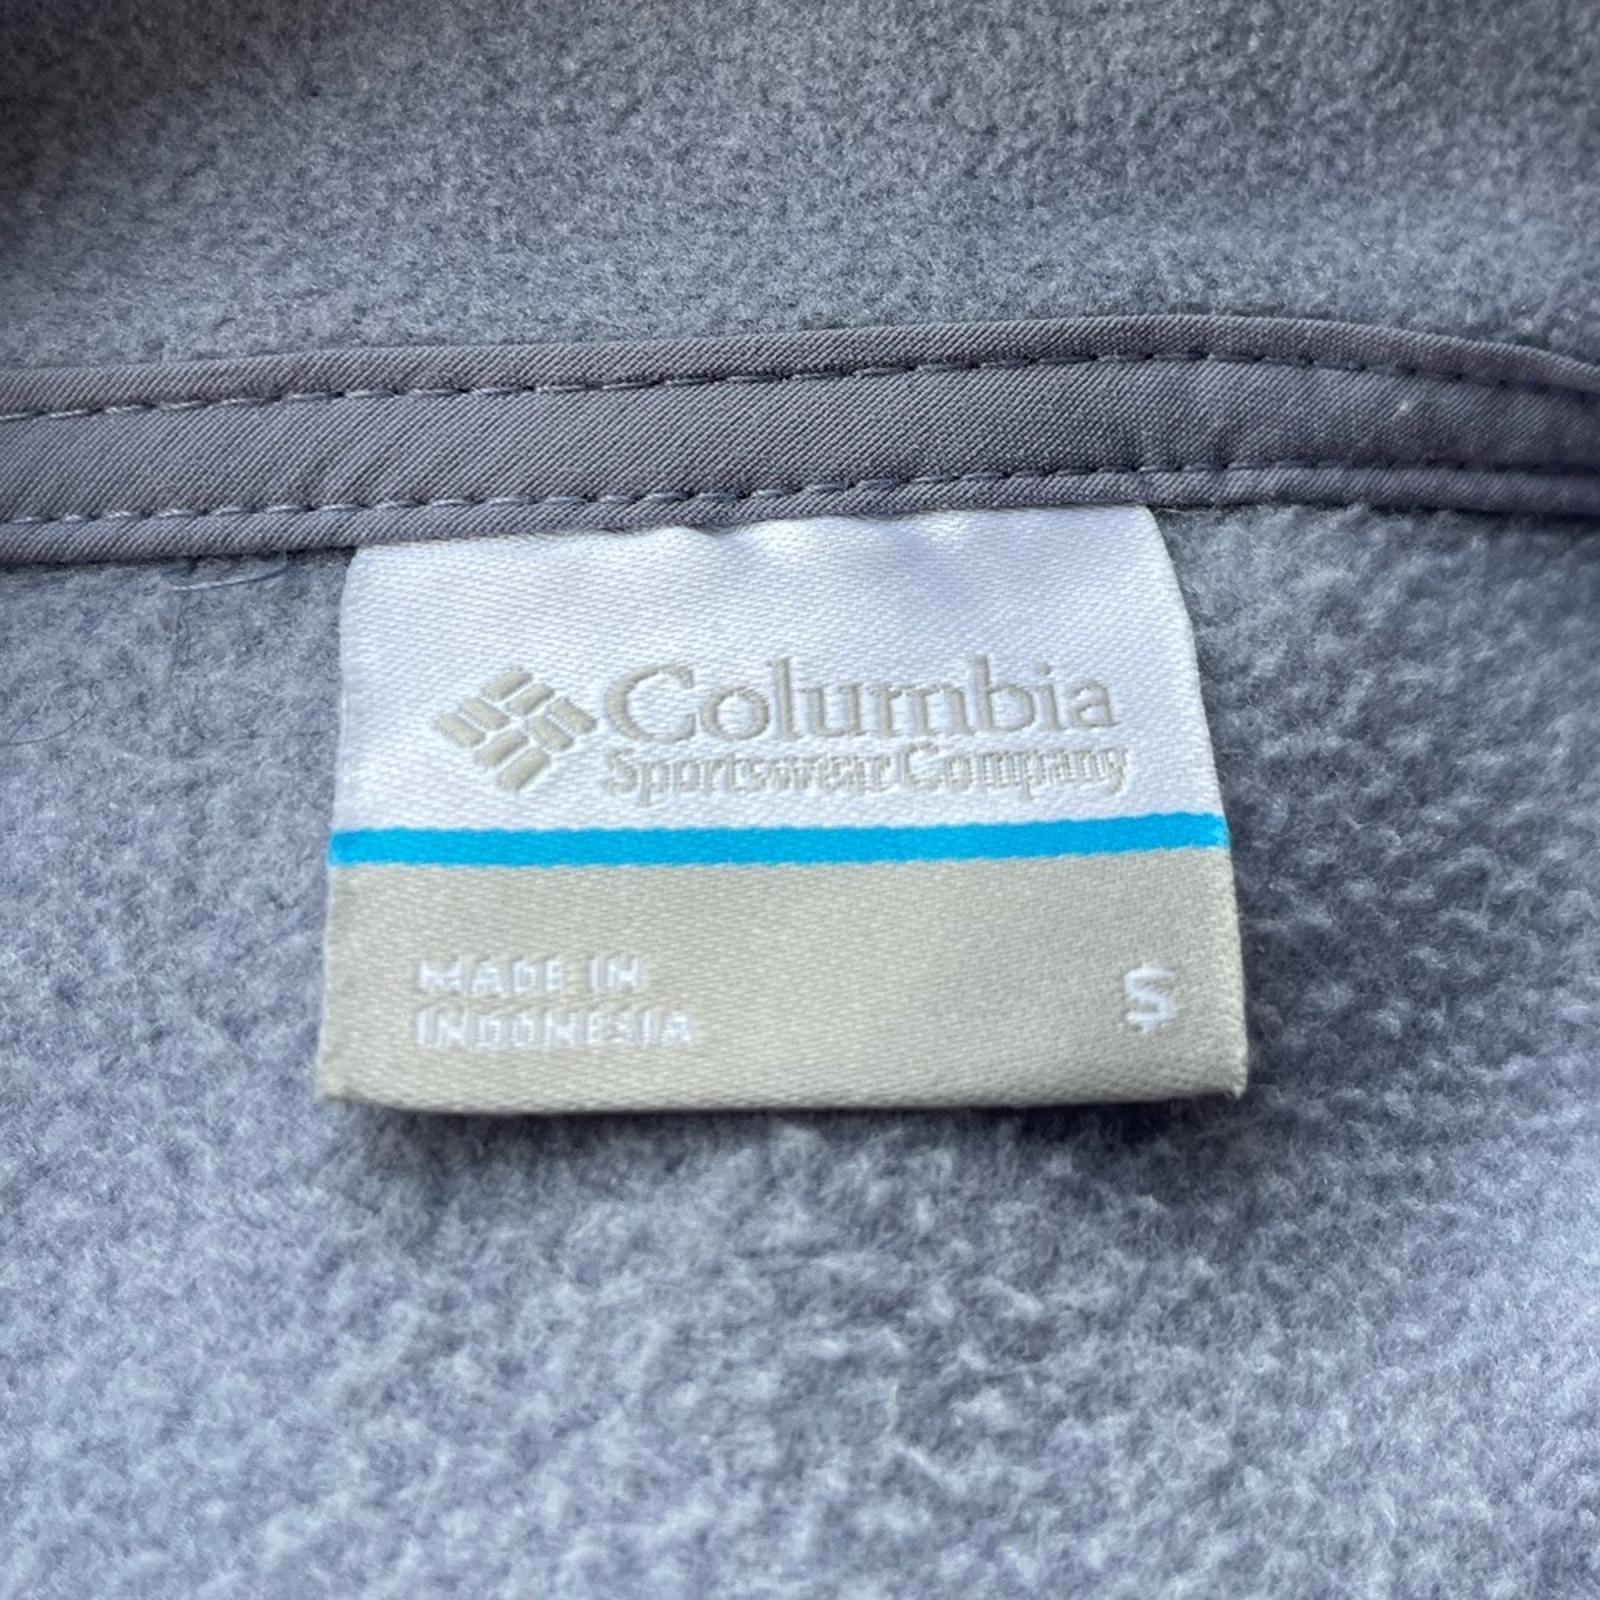 Columbia
Sportswear Company
MADE IN
INDONESIA
S